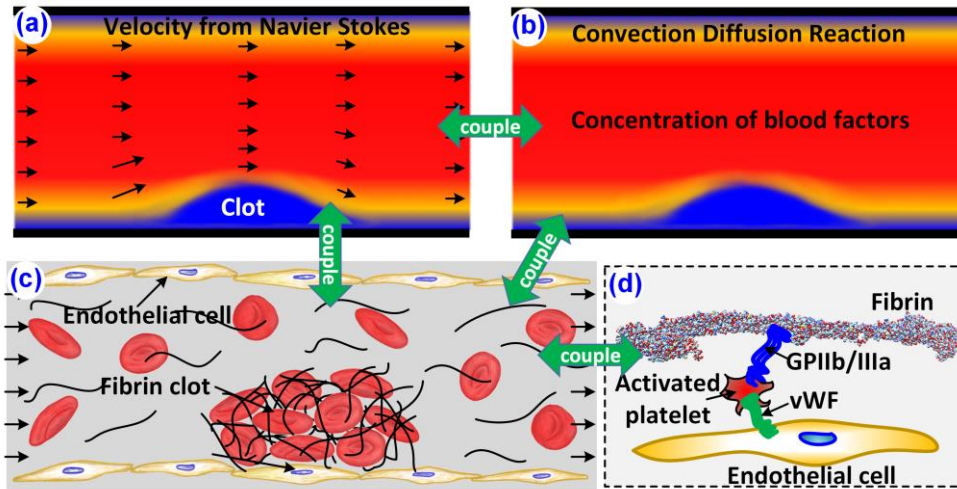 (a)
Velocity from Navier Stokes
Clot
couple
(b)
Convection Diffusion Reaction
Concentration of blood factors
couple
couple
(c)
Endothelial cell
Fibrin clot
couple
(d)
Fibrin
GPIIb/IIIa
Activated
platelet
vWF
Endothelial cell